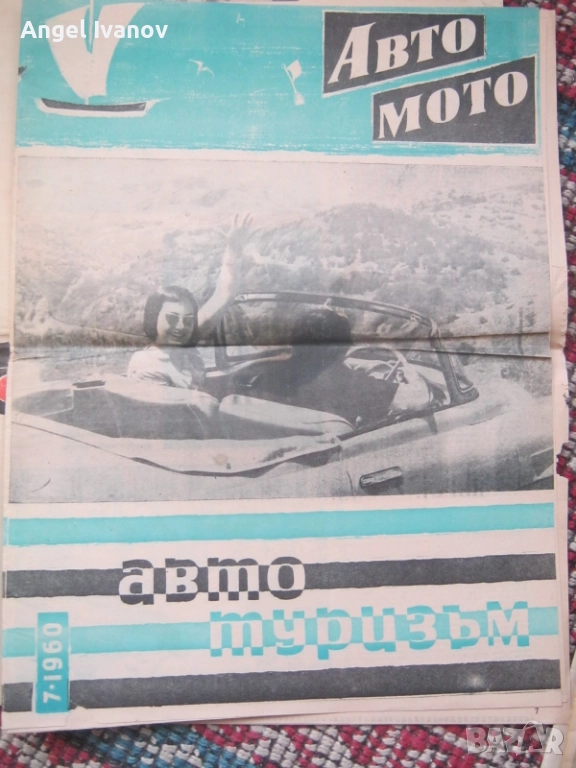 Angel Ivanov
АВТО
МОТО
авто
туризъм
7·1960
BAZAR